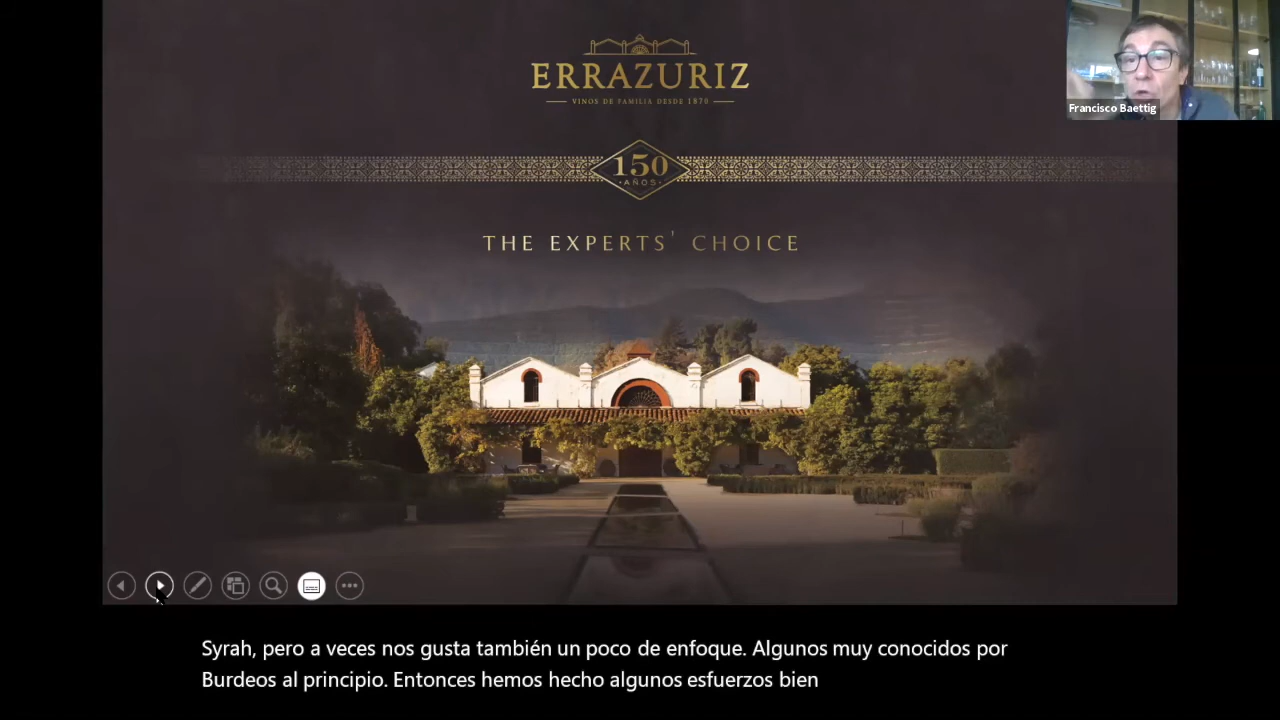 ERRAZURIZ
VINOS DE FAMILIA DESDE 1870
150
AÑOS
THE EXPERTS' CHOICE
Francisco Baettig
Syrah, pero a veces nos gusta también un poco de enfoque. Algunos muy conocidos por
Burdeos al principio. Entonces hemos hecho algunos esfuerzos bien